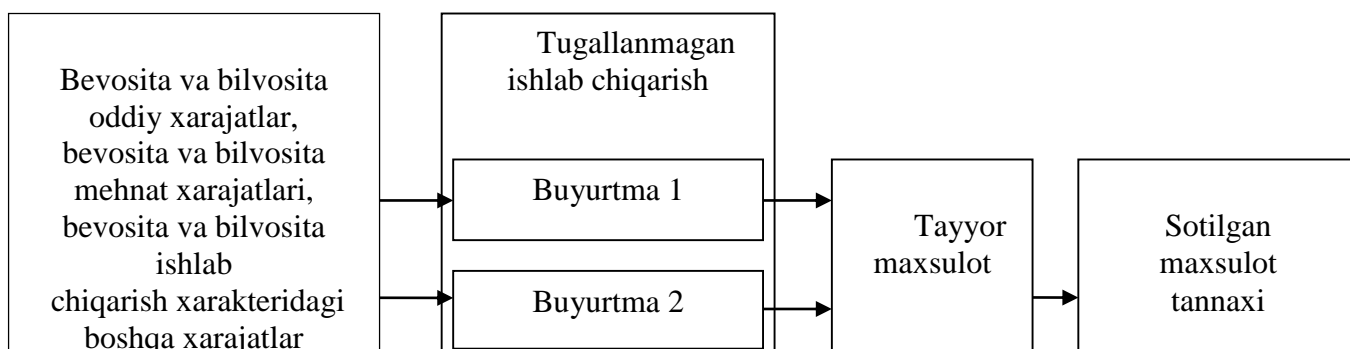 Bevosita va bilvosita
oddiy xarajatlar,
bevosita va bilvosita
mehnat xarajatlari,
bevosita va bilvosita
ishlab
chiqarish xarakteridagi
boshqa xarajatlar
Tugallanmagan
ishlab chiqarish
Buyurtma 1
Buyurtma 2
Tayyor
maxsulot
Sotilgan
maxsulot
tannaxi